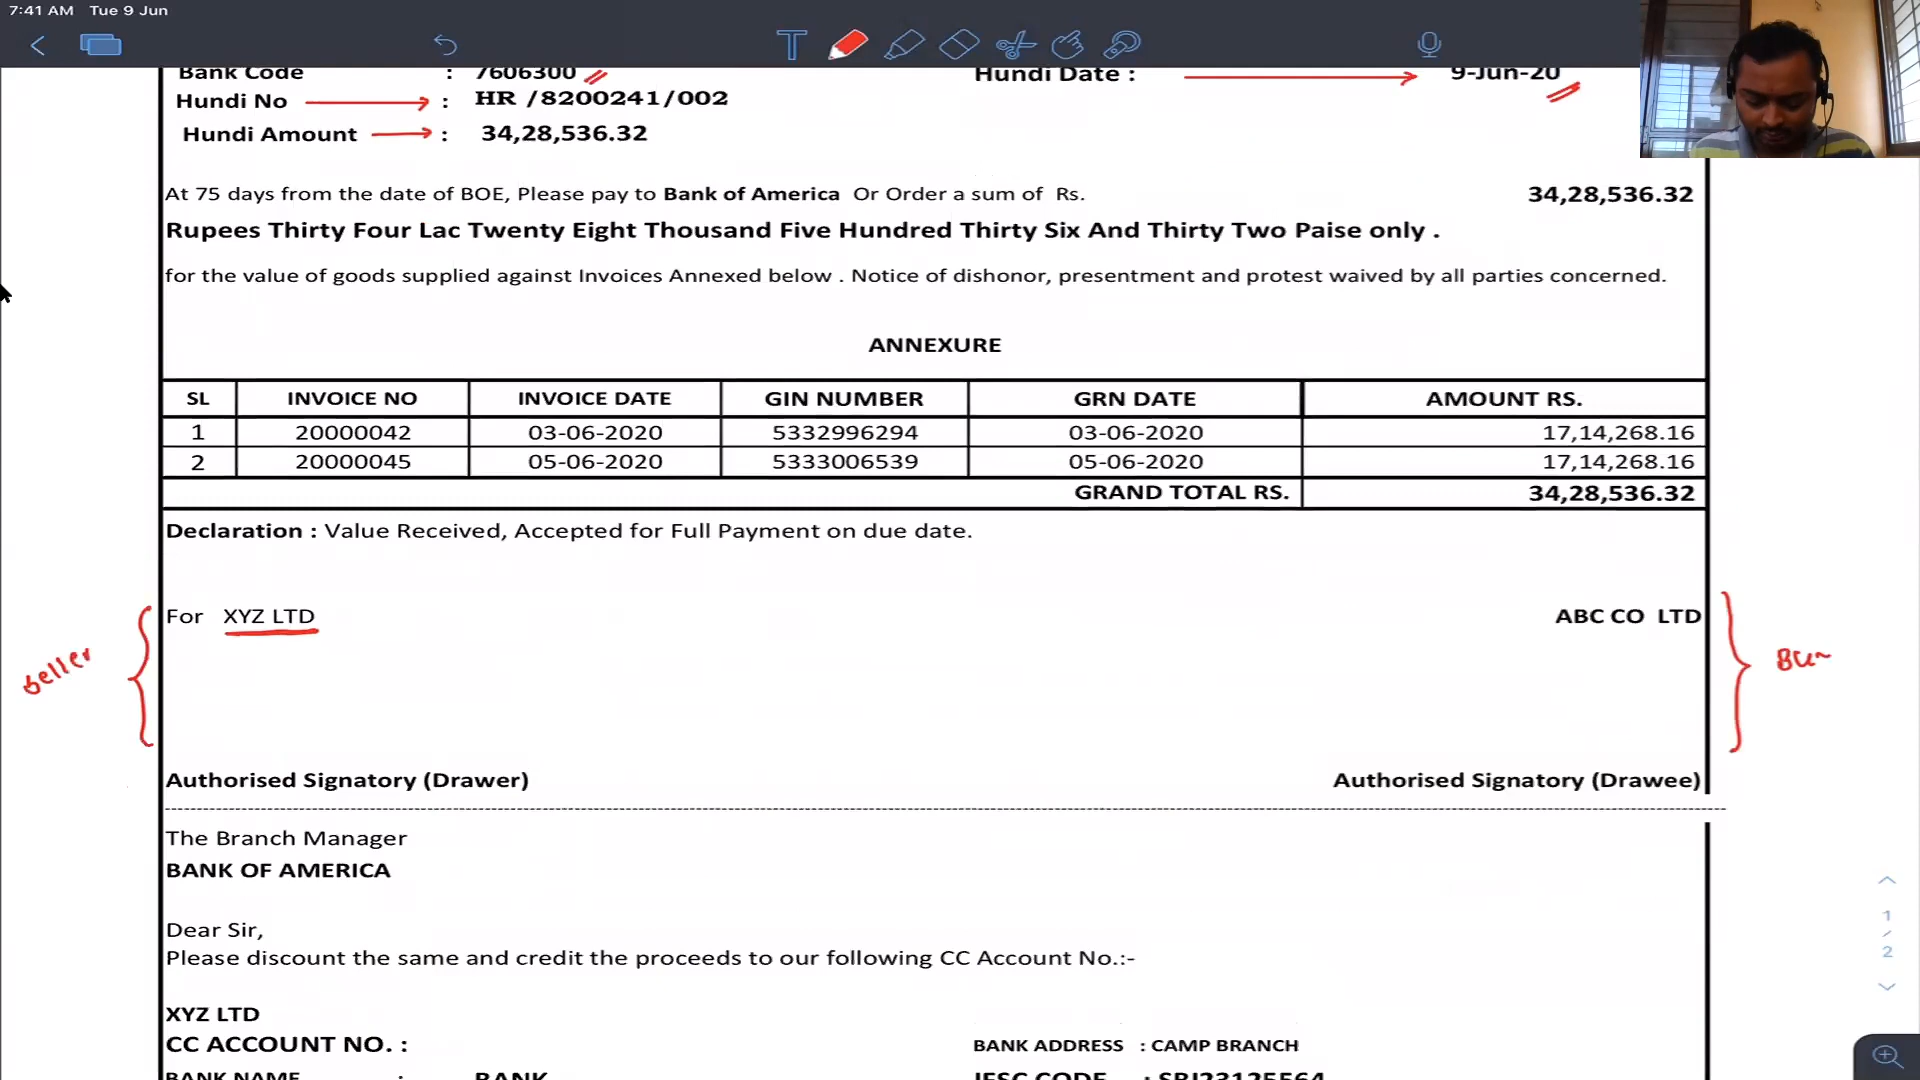 7:41 AM Tue 9 Jun
Bank Code : 7606300 Hundi Date : 9-Jun-20
Hundi No : HR /8200241/002
Hundi Amount : 34,28,536.32
At 75 days from the date of BOE, Please pay to Bank of America Or Order a sum of Rs. 34,28,536.32
Rupees Thirty Four Lac Twenty Eight Thousand Five Hundred Thirty Six And Thirty Two Paise only .
for the value of goods supplied against Invoices Annexed below . Notice of dishonor, presentment and protest waived by all parties concerned.
ANNEXURE
SL INVOICE NO INVOICE DATE GIN NUMBER GRN DATE AMOUNT RS.
1 20000042 03-06-2020 5332996294 03-06-2020 17,14,268.16
2 20000045 05-06-2020 5333006539 05-06-2020 17,14,268.16
GRAND TOTAL RS. 34,28,536.32
Declaration : Value Received, Accepted for Full Payment on due date.
For XYZ LTD ABC CO LTD
seller
Authorised Signatory (Drawer) Authorised Signatory (Drawee)
The Branch Manager
BANK OF AMERICA
Dear Sir,
Please discount the same and credit the proceeds to our following CC Account No.:-
XYZ LTD
CC ACCOUNT NO. : BANK ADDRESS : CAMP BRANCH
BANK NAME : BANK IFSC CODE : SBI23125564
1
/
2